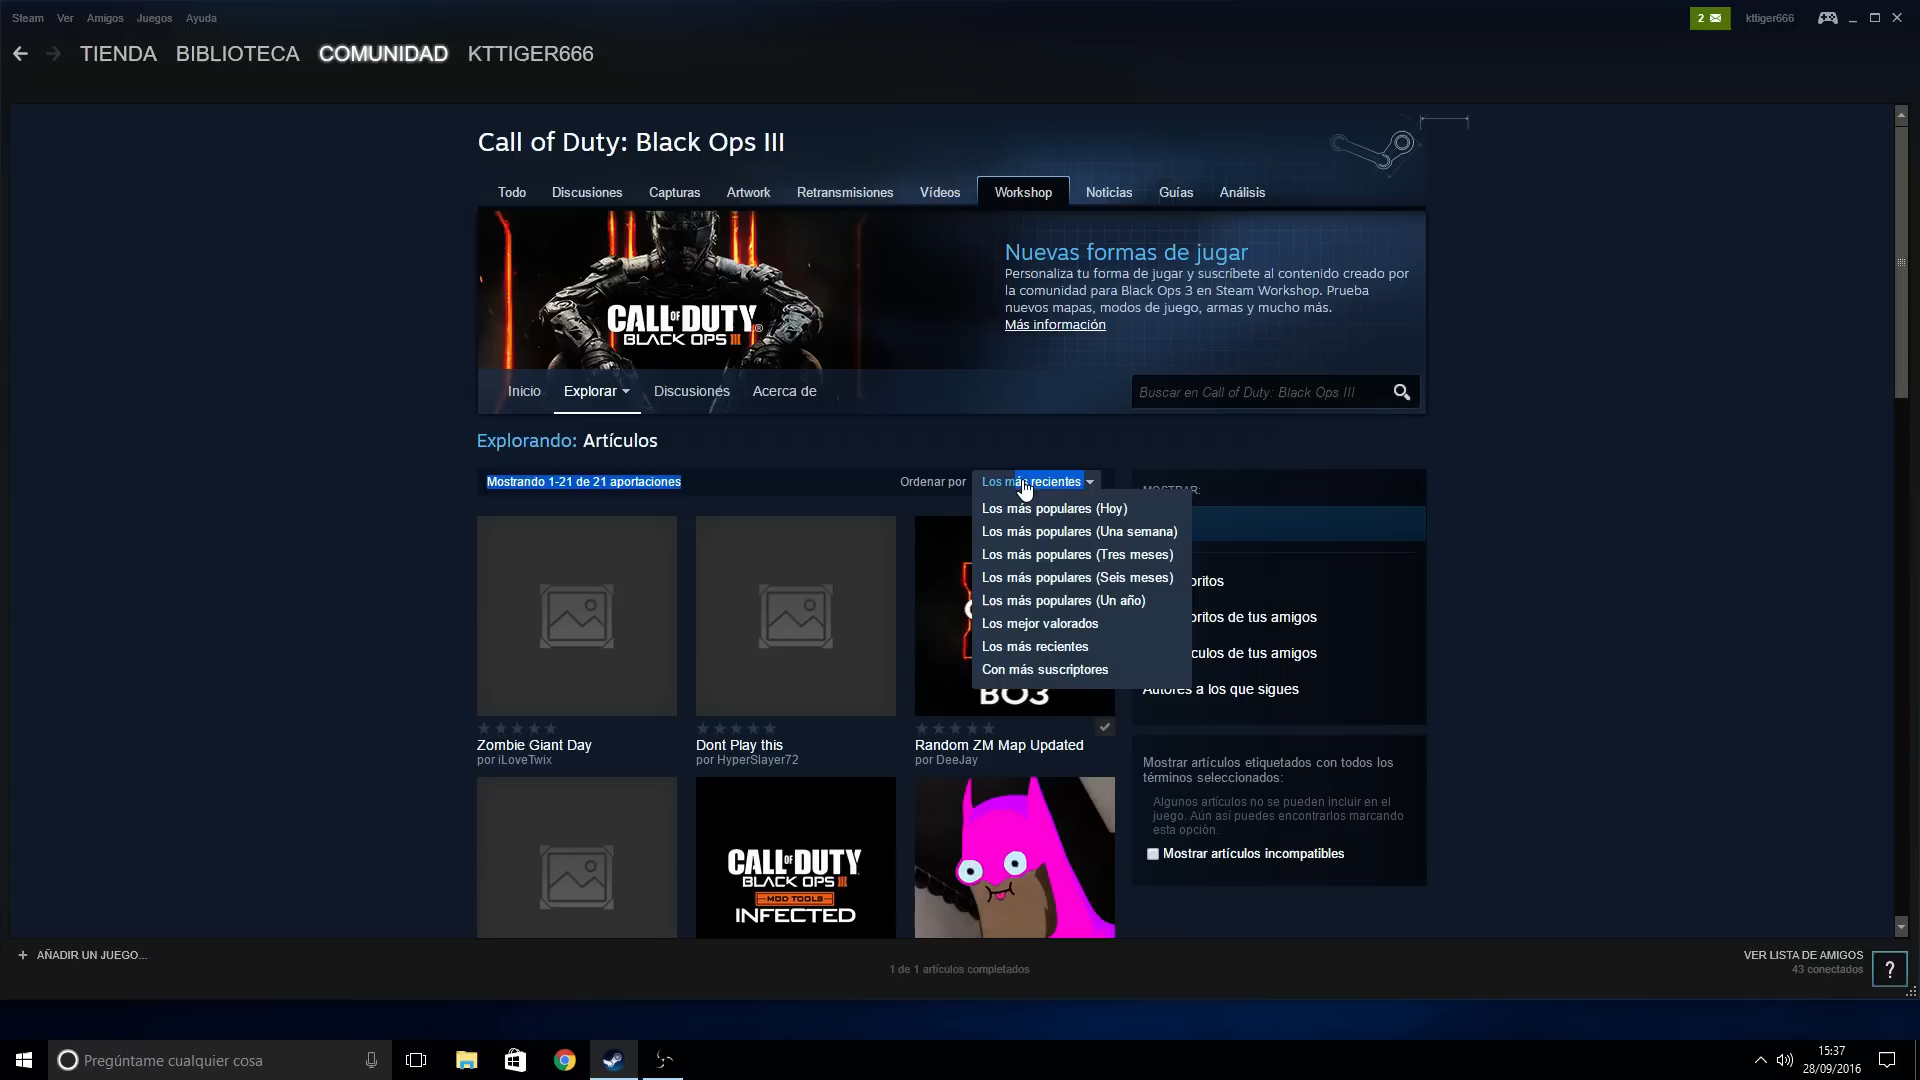 Steam Ver Amigos Juegos Ayuda
2 kttiger666
TIENDA BIBLIOTECA COMUNIDAD KTTIGER666
Call of Duty: Black Ops III
Todo Discusiones Capturas Artwork Retransmisiones Vídeos Workshop Noticias Guías Análisis
CALL OF DUTY®
BLACK OPS III
Nuevas formas de jugar
Personaliza tu forma de jugar y suscríbete al contenido creado por
la comunidad para Black Ops 3 en Steam Workshop. Prueba
nuevos mapas, modos de juego, armas y mucho más.
Más información
Inicio Explorar Discusiones Acerca de
Buscar en Call of Duty: Black Ops III
Explorando: Artículos
Mostrando 1-21 de 21 aportaciones
Ordenar por Los más recientes
Los más populares (Hoy)
Los más populares (Una semana)
Los más populares (Tres meses)
Los más populares (Seis meses)
Los más populares (Un año)
Los mejor valorados
Los más recientes
Con más suscriptores
MOSTRAR:
de tus amigos
de tus amigos
Autores a los que sigues
BO3
Zombie Giant Day
por iLoveTwix
Dont Play this
por HyperSlayer72
Random ZM Map Updated
por DeeJay
CALL OF DUTY
BLACK OPS III
MOD TOOLS
INFECTED
Mostrar artículos etiquetados con todos los
términos seleccionados:
Algunos artículos no se pueden incluir en el
juego. Aún así puedes encontrarlos marcando
esta opción.
Mostrar artículos incompatibles
+ AÑADIR UN JUEGO...
1 de 1 artículos completados
VER LISTA DE AMIGOS
43 conectados
?
Pregúntame cualquier cosa
15:37
28/09/2016